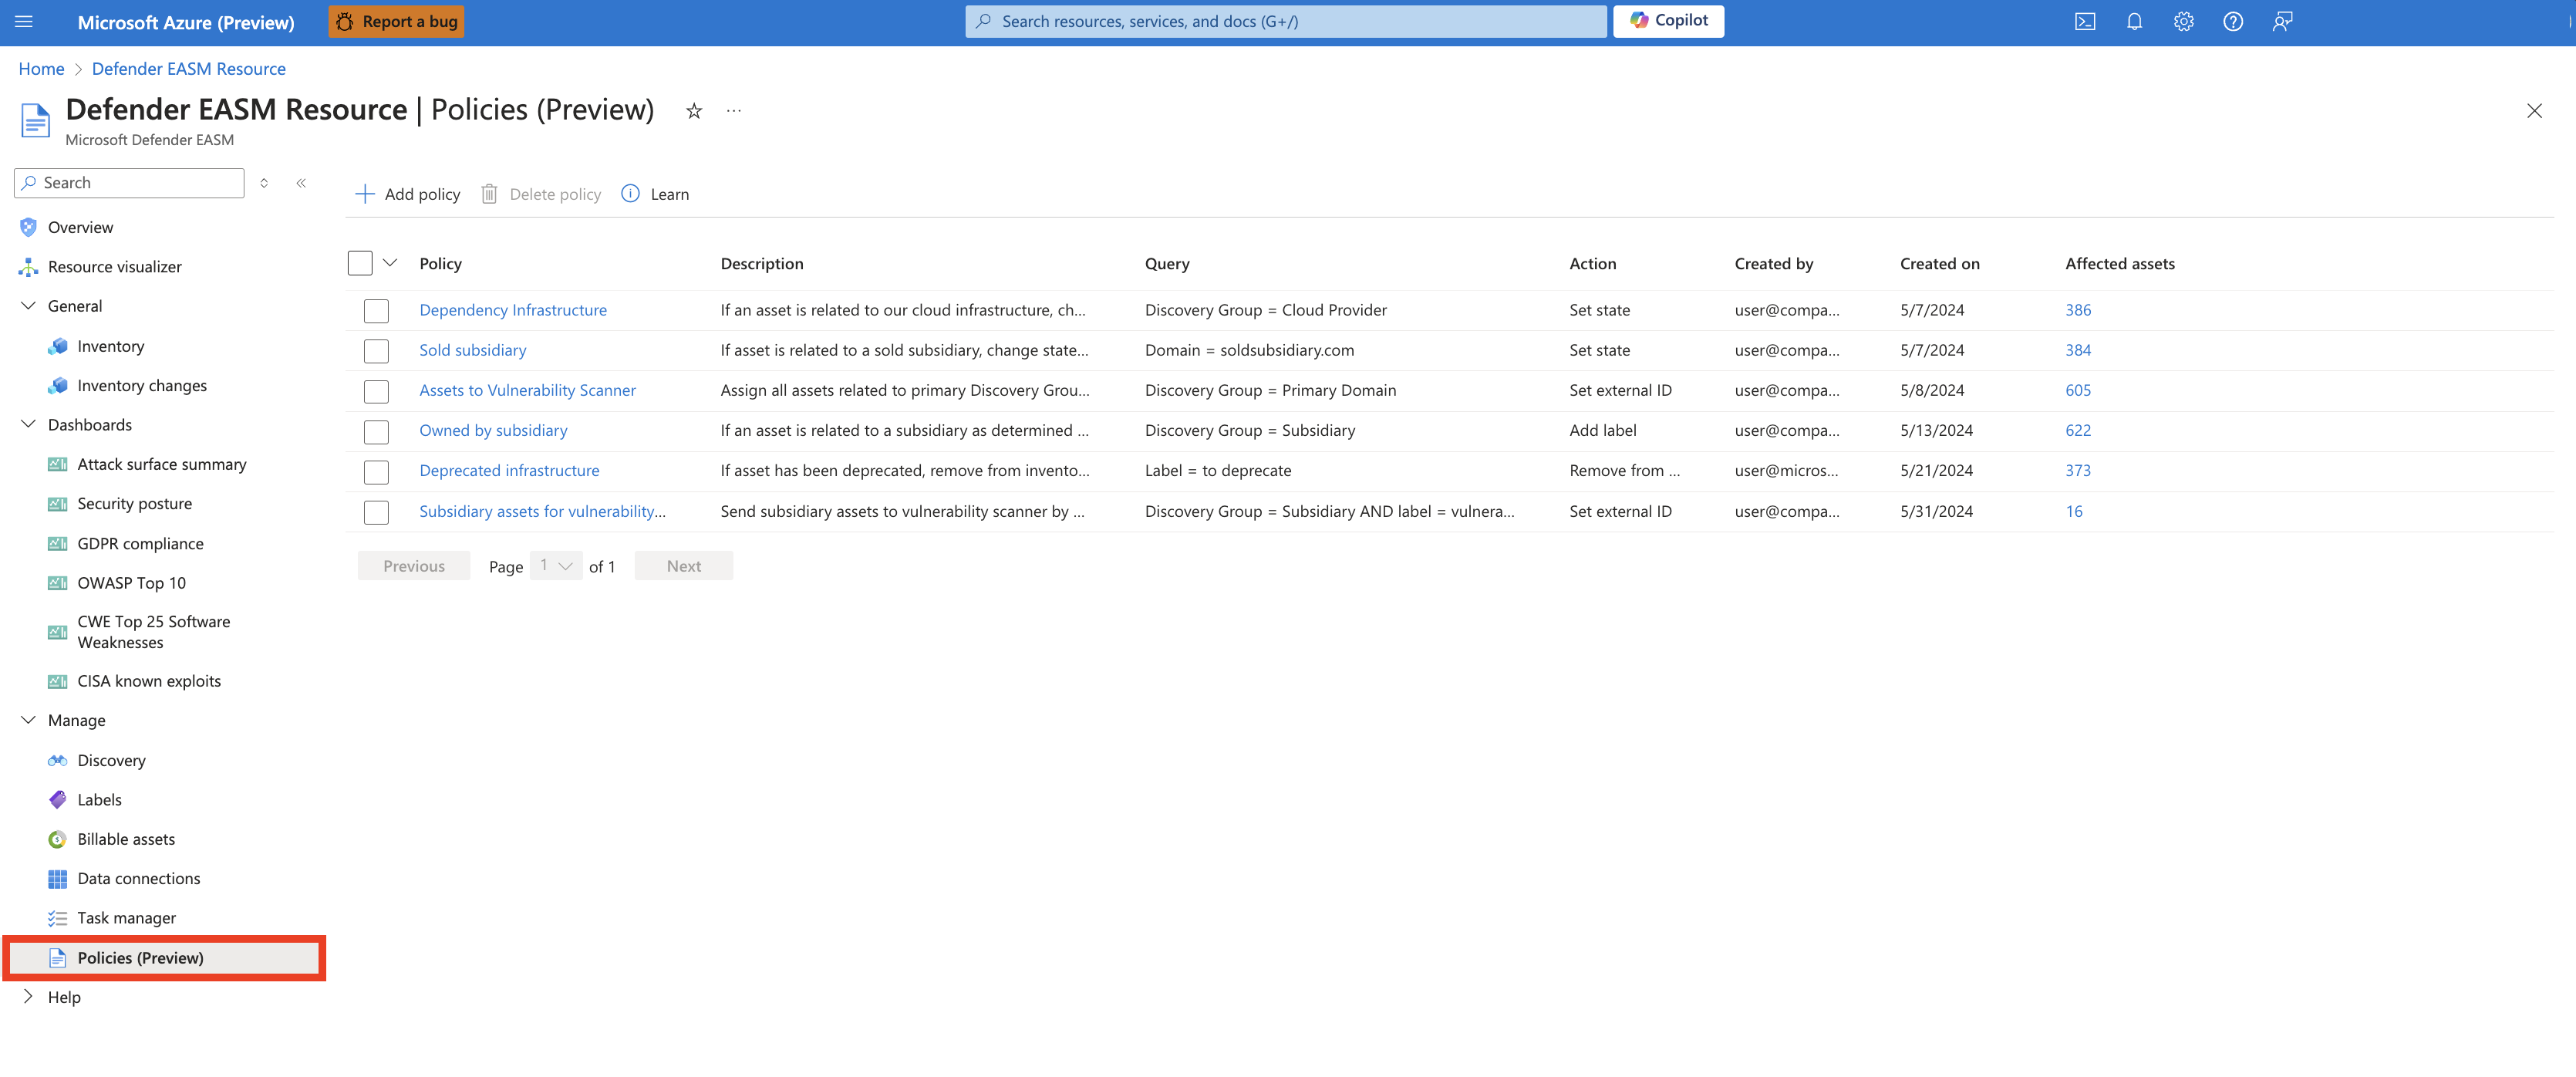 Microsoft Azure (Preview) Report a bug Search resources, services, and docs (G+/) Copilot
Home > Defender EASM Resource
Defender EASM Resource | Policies (Preview) ☆ ...
Microsoft Defender EASM
Search
Overview
Resource visualizer
General
Inventory
Inventory changes
Dashboards
Attack surface summary
Security posture
GDPR compliance
OWASP Top 10
CWE Top 25 Software
Weaknesses
CISA known exploits
Manage
Discovery
Labels
Billable assets
Data connections
Task manager
Policies (Preview)
Help
Add policy Delete policy Learn
Policy Description Query Action Created by Created on Affected assets
Dependency Infrastructure If an asset is related to our cloud infrastructure, ch... Discovery Group = Cloud Provider Set state user@compa... 5/7/2024 386
Sold subsidiary If asset is related to a sold subsidiary, change state... Domain = soldsubsidiary.com Set state user@compa... 5/7/2024 384
Assets to Vulnerability Scanner Assign all assets related to primary Discovery Grou... Discovery Group = Primary Domain Set external ID user@compa... 5/8/2024 605
Owned by subsidiary If an asset is related to a subsidiary as determined ... Discovery Group = Subsidiary Add label user@compa... 5/13/2024 622
Deprecated infrastructure If asset has been deprecated, remove from invento... Label = to deprecate Remove from ... user@micros... 5/21/2024 373
Subsidiary assets for vulnerability... Send subsidiary assets to vulnerability scanner by ... Discovery Group = Subsidiary AND label = vulnera... Set external ID user@compa... 5/31/2024 16
Previous Page 1 of 1 Next